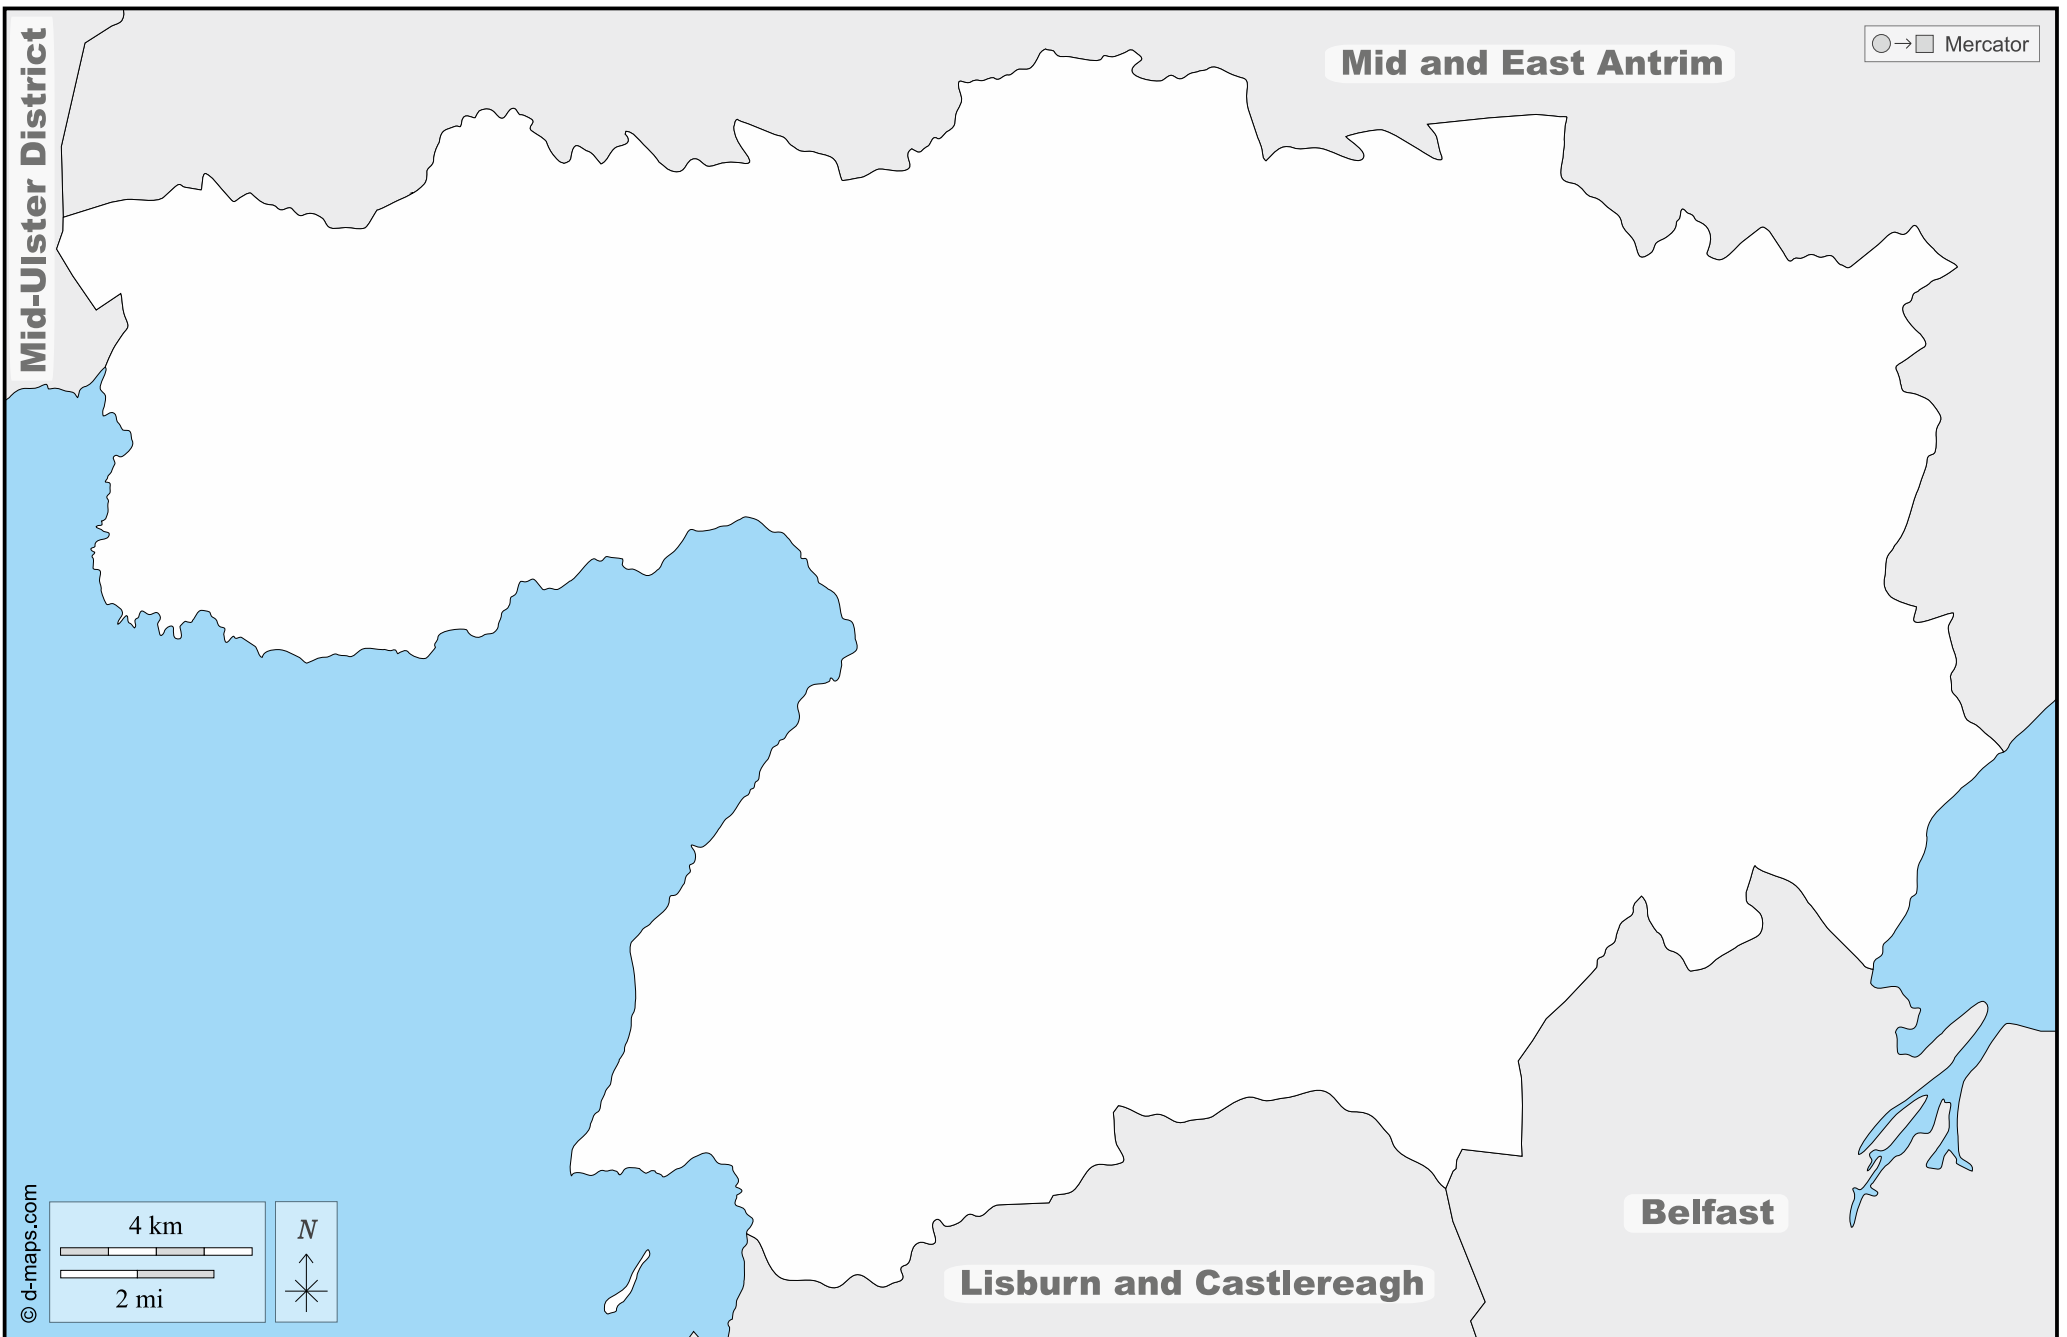 Mid-Ulster District
Mid and East Antrim
Mercator
Belfast
Lisburn and Castlereagh
© d-maps.com
4 km
2 mi
N